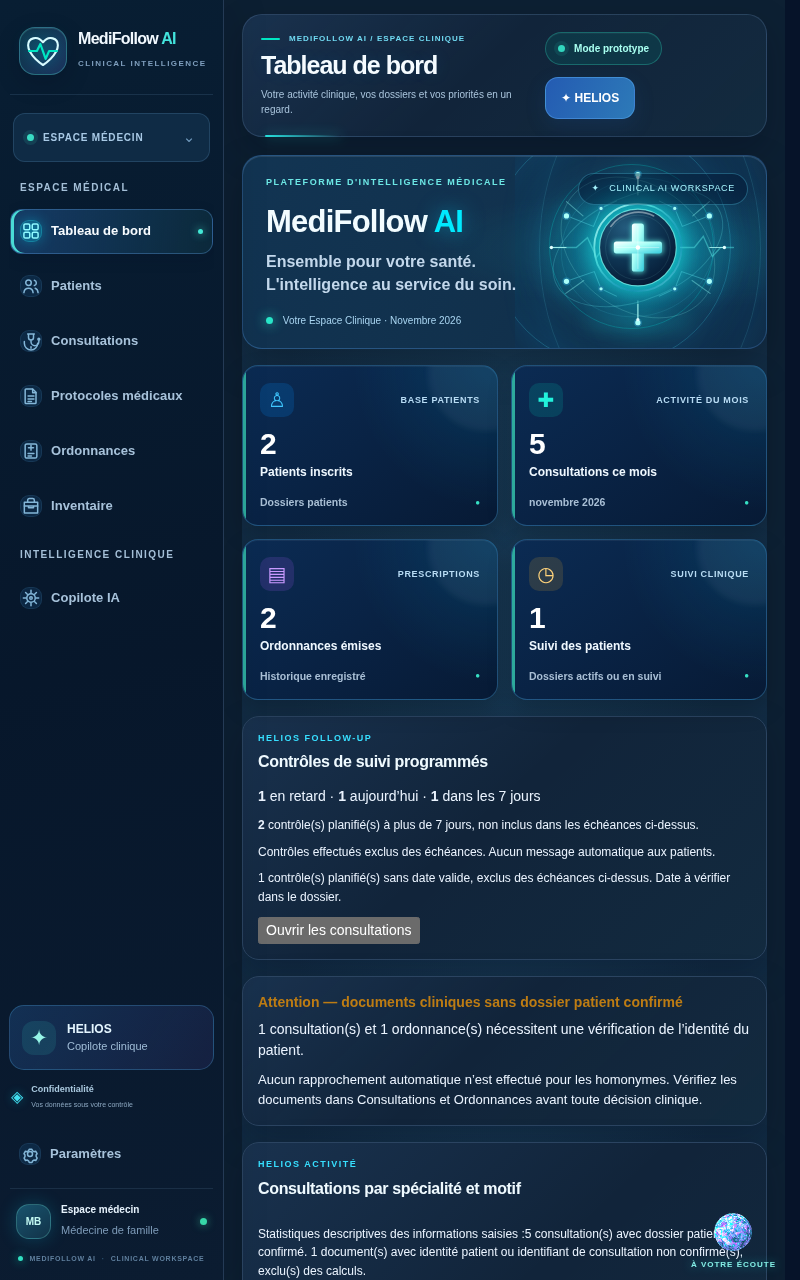 MediFollow AI
CLINICAL INTELLIGENCE
ESPACE MÉDECIN
ESPACE MÉDICAL
Tableau de bord
Patients
Consultations
Protocoles médicaux
Ordonnances
Inventaire
INTELLIGENCE CLINIQUE
Copilote IA
HELIOS
Copilote clinique
Confidentialité
Vos données sous votre contrôle
Paramètres
MB
Espace médecin
Médecine de famille
MEDIFOLLOW AI · CLINICAL WORKSPACE
MEDIFOLLOW AI / ESPACE CLINIQUE
Tableau de bord
Votre activité clinique, vos dossiers et vos priorités en un
regard.
Mode prototype
✦ HELIOS
PLATEFORME D'INTELLIGENCE MÉDICALE
✦ CLINICAL AI WORKSPACE
MediFollow AI
Ensemble pour votre santé.
L'intelligence au service du soin.
Votre Espace Clinique · Novembre 2026
BASE PATIENTS
2
Patients inscrits
Dossiers patients
ACTIVITÉ DU MOIS
5
Consultations ce mois
novembre 2026
PRESCRIPTIONS
2
Ordonnances émises
Historique enregistré
SUIVI CLINIQUE
1
Suivi des patients
Dossiers actifs ou en suivi
HELIOS FOLLOW-UP
Contrôles de suivi programmés
1 en retard · 1 aujourd’hui · 1 dans les 7 jours
2 contrôle(s) planifié(s) à plus de 7 jours, non inclus dans les échéances ci-dessus.
Contrôles effectués exclus des échéances. Aucun message automatique aux patients.
1 contrôle(s) planifié(s) sans date valide, exclus des échéances ci-dessus. Date à vérifier
dans le dossier.
Ouvrir les consultations
Attention — documents cliniques sans dossier patient confirmé
1 consultation(s) et 1 ordonnance(s) nécessitent une vérification de l’identité du
patient.
Aucun rapprochement automatique n’est effectué pour les homonymes. Vérifiez les
documents dans Consultations et Ordonnances avant toute décision clinique.
HELIOS ACTIVITÉ
Consultations par spécialité et motif
Statistiques descriptives des informations saisies :5 consultation(s) avec dossier patient
confirmé. 1 document(s) avec identité patient ou identifiant de consultation non confirmé(s),
exclu(s) des calculs.
À VOTRE ÉCOUTE